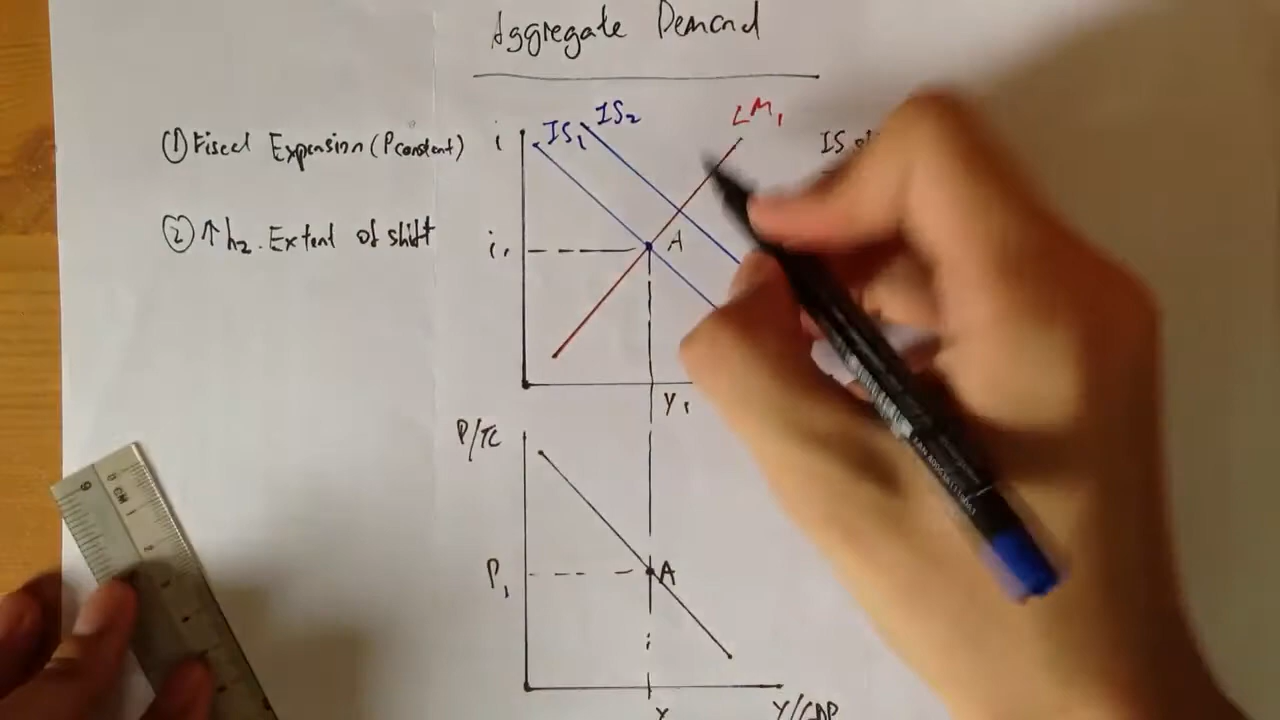 Aggregate Demand
① Fiscal Expansion (P constant)
② ↑ h₂. Extent of shift
i
IS₁
IS₂
LM₁
IS
i₁
A
Y₁
P/TC
P₁
A
Y
Y/GDP